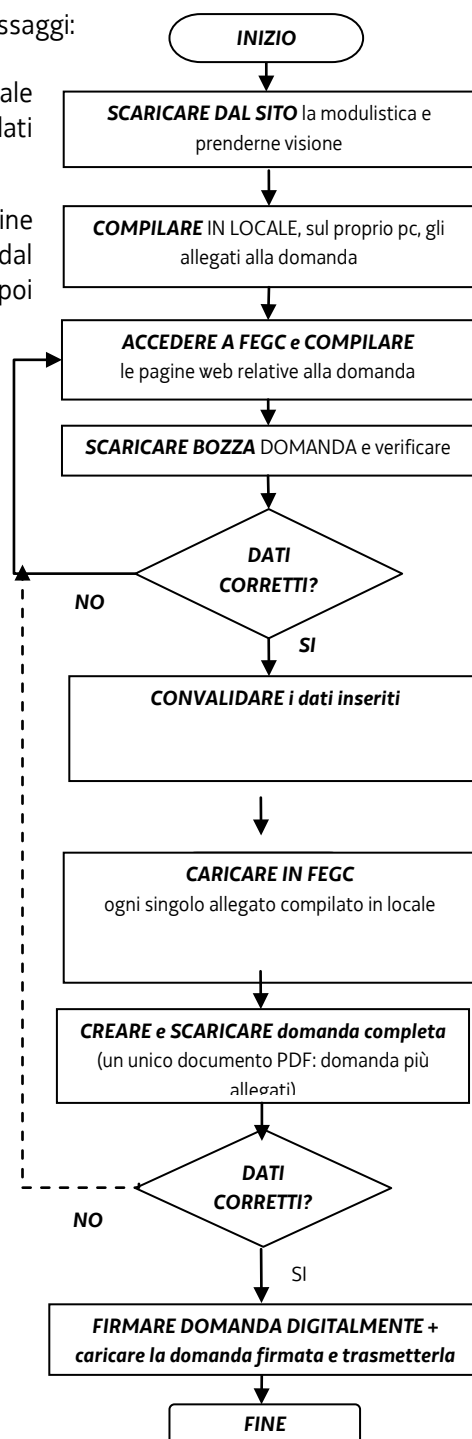 ssaggi:
ale
dati
ine
dal
poi
INIZIO
SCARICARE DAL SITO la modulistica e
prenderne visione
COMPILARE IN LOCALE, sul proprio pc, gli
allegati alla domanda
ACCEDERE A FEGC e COMPILARE
le pagine web relative alla domanda
SCARICARE BOZZA DOMANDA e verificare
DATI
CORRETTI?
NO
SI
CONVALIDARE i dati inseriti
CARICARE IN FEGC
ogni singolo allegato compilato in locale
CREARE e SCARICARE domanda completa
(un unico documento PDF: domanda più
allegati)
DATI
CORRETTI?
NO
SI
FIRMARE DOMANDA DIGITALMENTE +
caricare la domanda firmata e trasmetterla
FINE